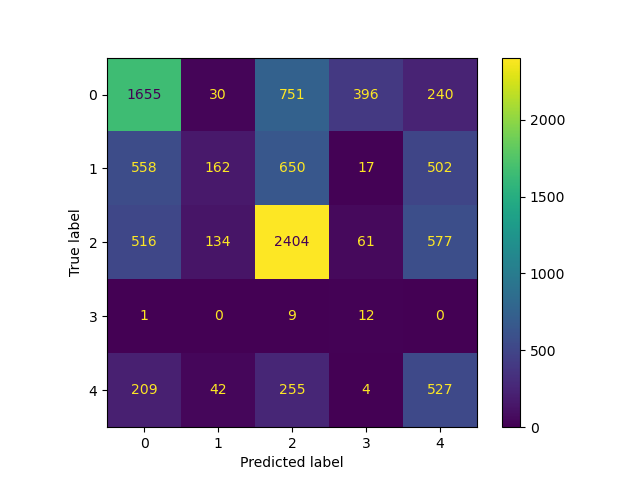 0 1655 30 751 396 240
1 558 162 650 17 502
2 516 134 2404 61 577
3 1 0 9 12 0
4 209 42 255 4 527
0 1 2 3 4
Predicted label
True label
2000
1500
1000
500
0